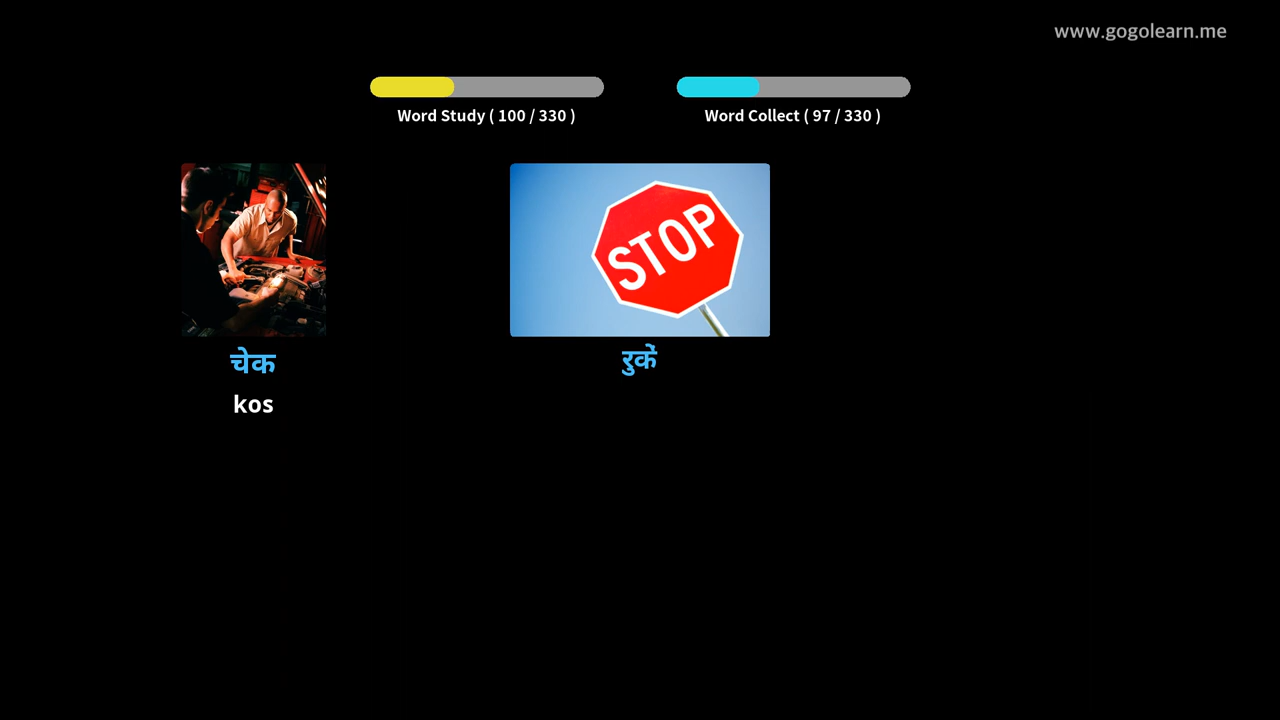 www.gogolearn.me
Word Study ( 100 / 330 )
Word Collect ( 97 / 330 )
STOP
चेक
रुकें
kos